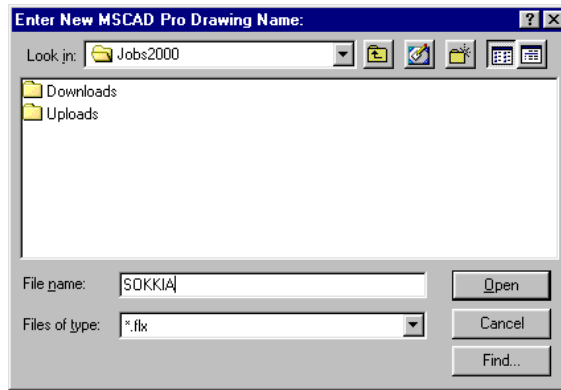 Enter New MSCAD Pro Drawing Name:
Look in: Jobs2000
Downloads
Uploads
File name: SOKKIA Open
Files of type: *.flx Cancel
Find...